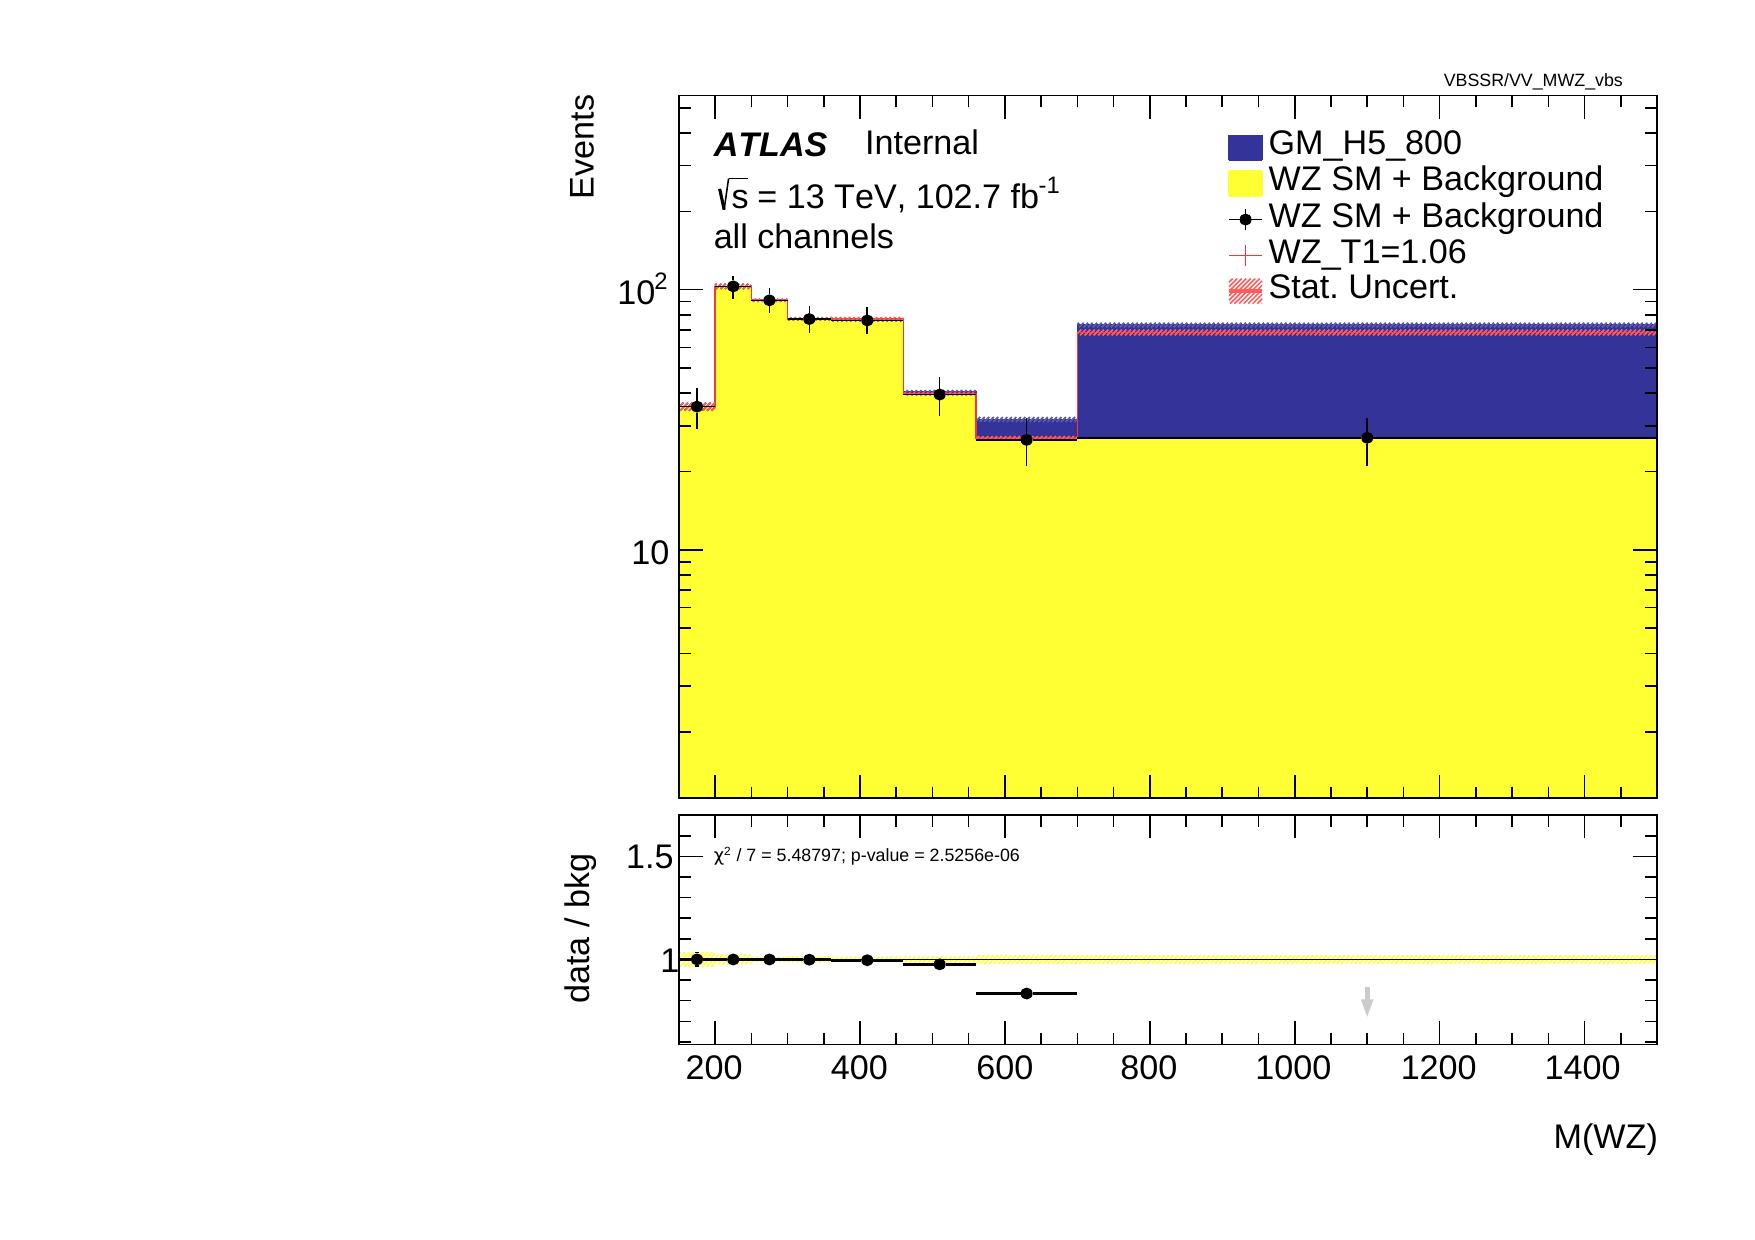 VBSSR/VV_MWZ_vbs
Events
ATLAS Internal
√s = 13 TeV, 102.7 fb⁻¹
all channels
GM_H5_800
WZ SM + Background
WZ SM + Background
WZ_T1=1.06
Stat. Uncert.
10²
10
data / bkg
1.5
χ² / 7 = 5.48797; p-value = 2.5256e-06
1
200 400 600 800 1000 1200 1400
M(WZ)